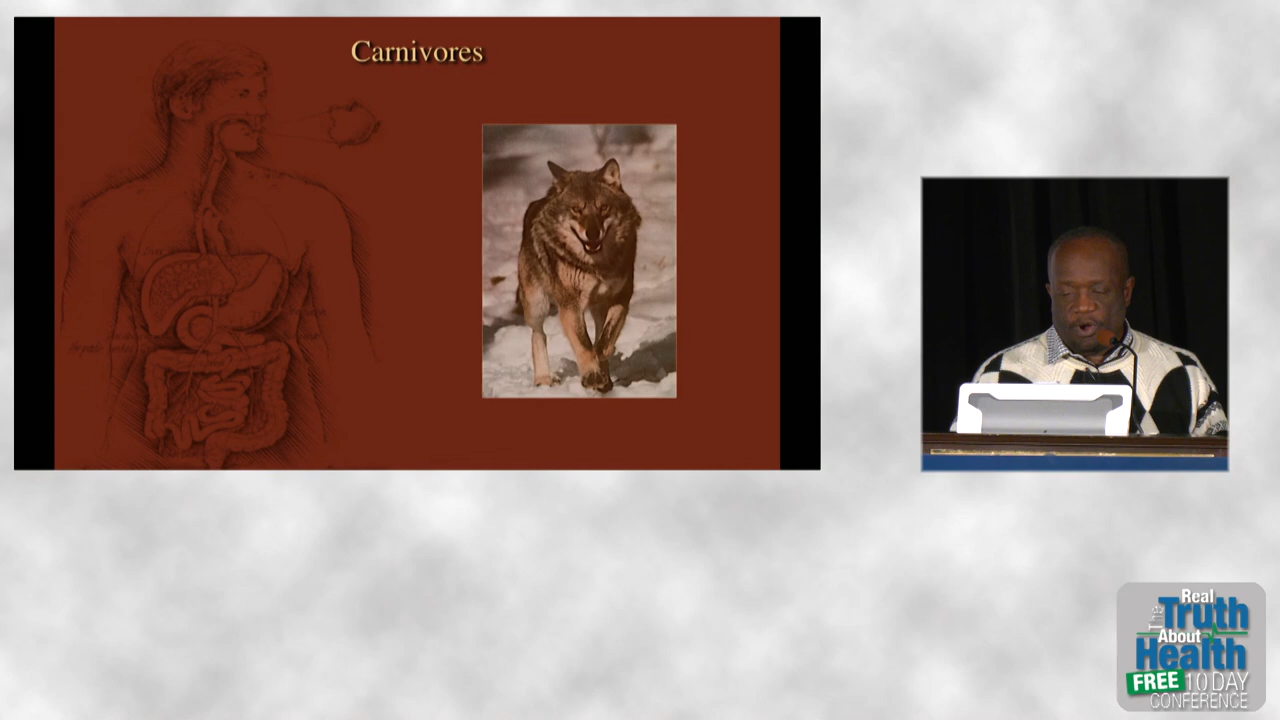 Carnivores
The Real
Truth
About
Health
FREE 10 DAY
CONFERENCE